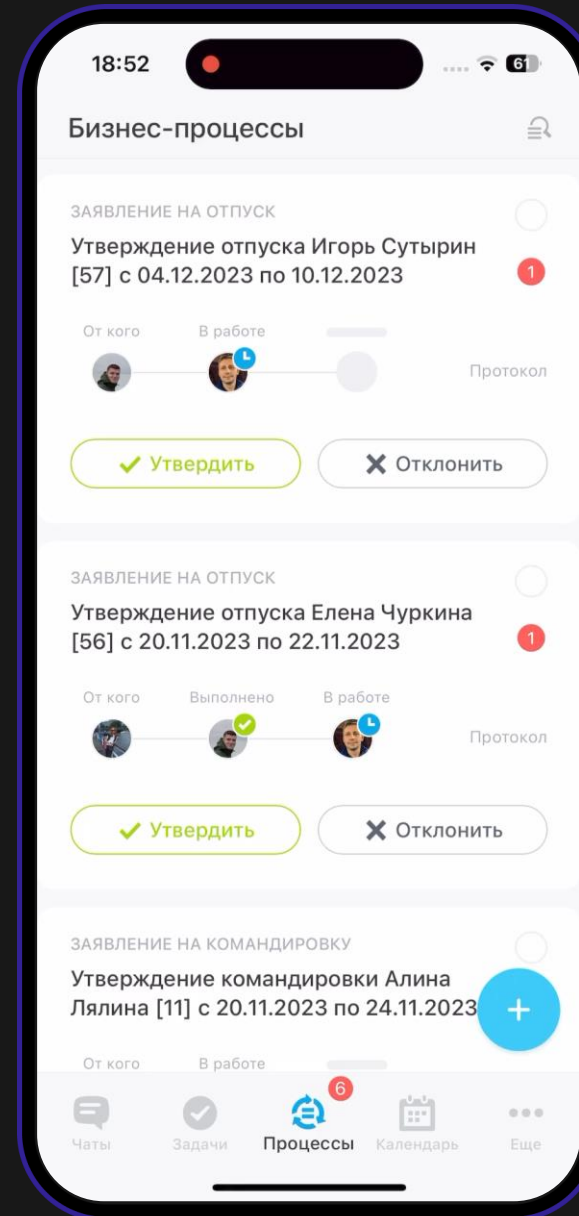 18:52
61
Бизнес-процессы
ЗАЯВЛЕНИЕ НА ОТПУСК
Утверждение отпуска Игорь Сутырин
[57] с 04.12.2023 по 10.12.2023
1
От кого В работе
Протокол
Утвердить Отклонить
ЗАЯВЛЕНИЕ НА ОТПУСК
Утверждение отпуска Елена Чуркина
[56] с 20.11.2023 по 22.11.2023
1
От кого Выполнено В работе
Протокол
Утвердить Отклонить
ЗАЯВЛЕНИЕ НА КОМАНДИРОВКУ
Утверждение командировки Алина
Лялина [11] с 20.11.2023 по 24.11.2023
+
От кого В работе
6
Чаты Задачи Процессы Календарь Еще